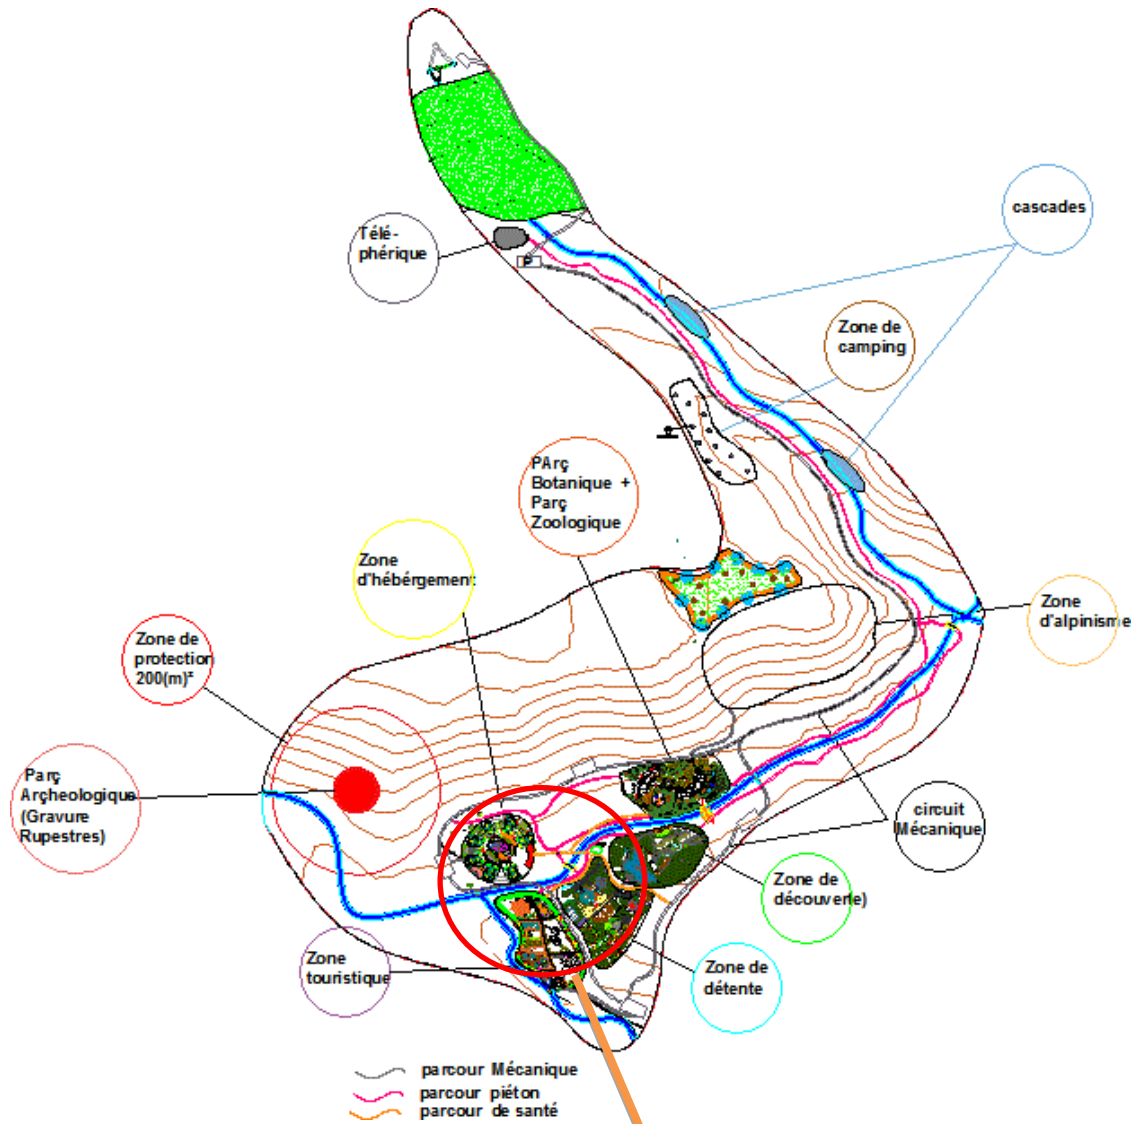 cascades
Télé-
phérique
P
Zone de
camping
PArç
Botanique +
Parç
Zoologique
Zone
d'hébérgement
Zone
d'alpinisme
Zone de
protection
200(m)²
Parç
Arçheologique
(Gravure
Rupestres)
circuit
Mécanique
Zone de
découverte)
Zone
touristique
Zone de
détente
parcour Mécanique
parcour piéton
parcour de santé